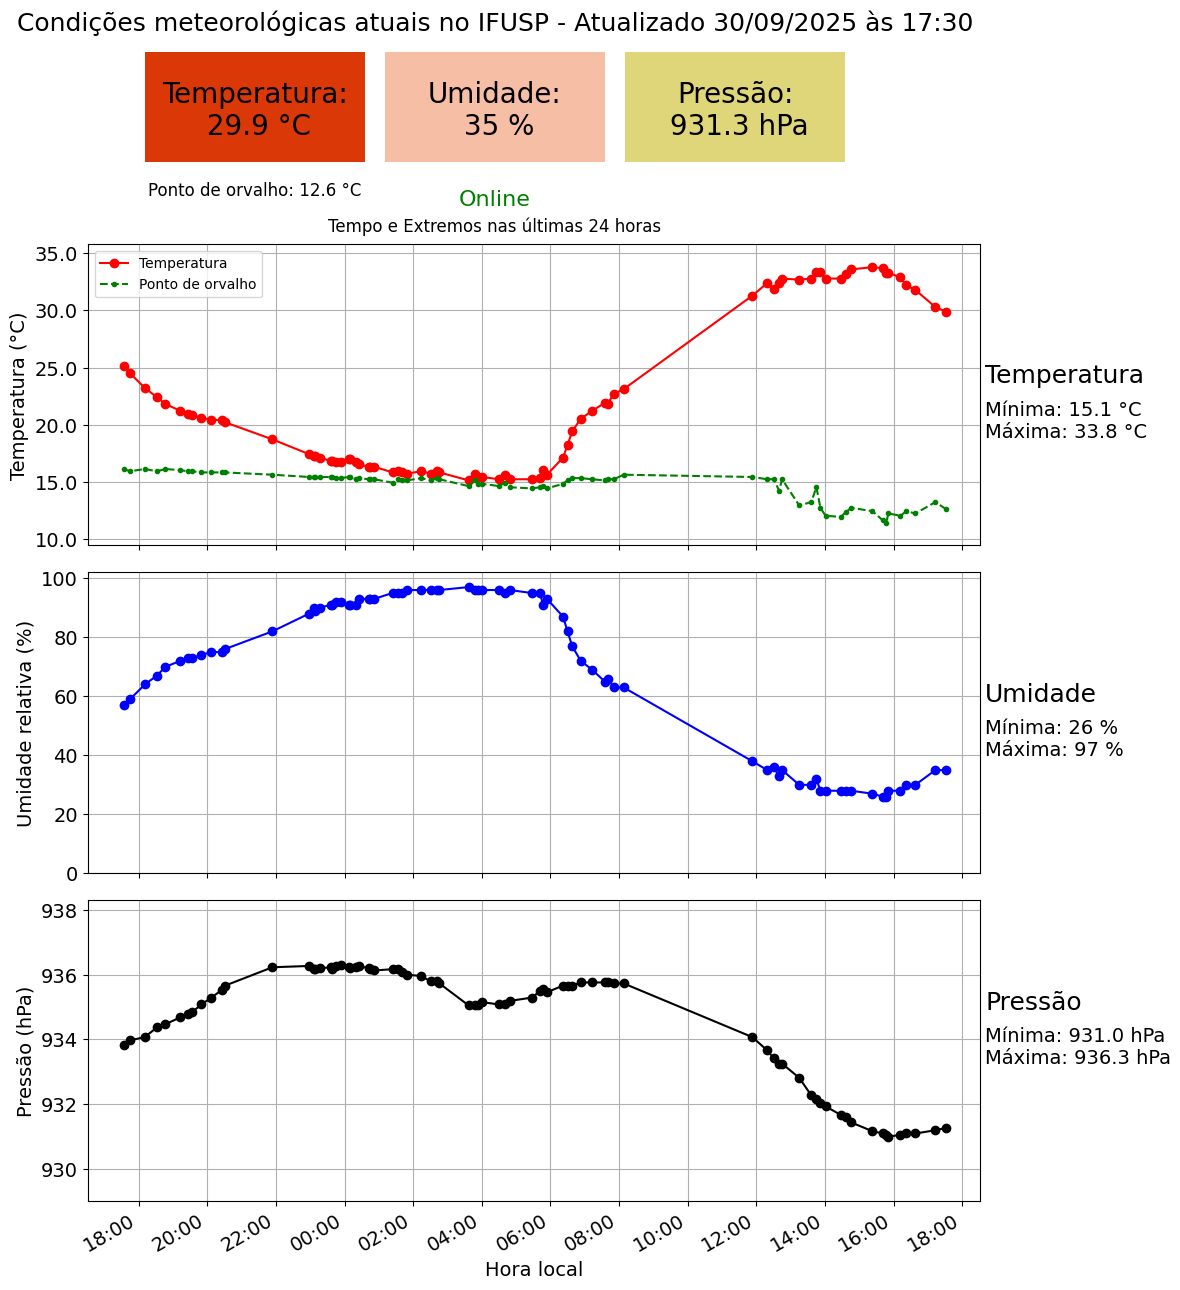 Condições meteorológicas atuais no IFUSP - Atualizado 30/09/2025 às 17:30
Temperatura:
29.9 °C
Umidade:
35 %
Pressão:
931.3 hPa
Ponto de orvalho: 12.6 °C
Online
Tempo e Extremos nas últimas 24 horas
Temperatura
Ponto de orvalho
Temperatura (°C)
35.0
30.0
25.0
20.0
15.0
10.0
Temperatura
Mínima: 15.1 °C
Máxima: 33.8 °C
Umidade relativa (%)
100
80
60
40
20
0
Umidade
Mínima: 26 %
Máxima: 97 %
Pressão (hPa)
938
936
934
932
930
Pressão
Mínima: 931.0 hPa
Máxima: 936.3 hPa
18:00 20:00 22:00 00:00 02:00 04:00 06:00 08:00 10:00 12:00 14:00 16:00 18:00
Hora local